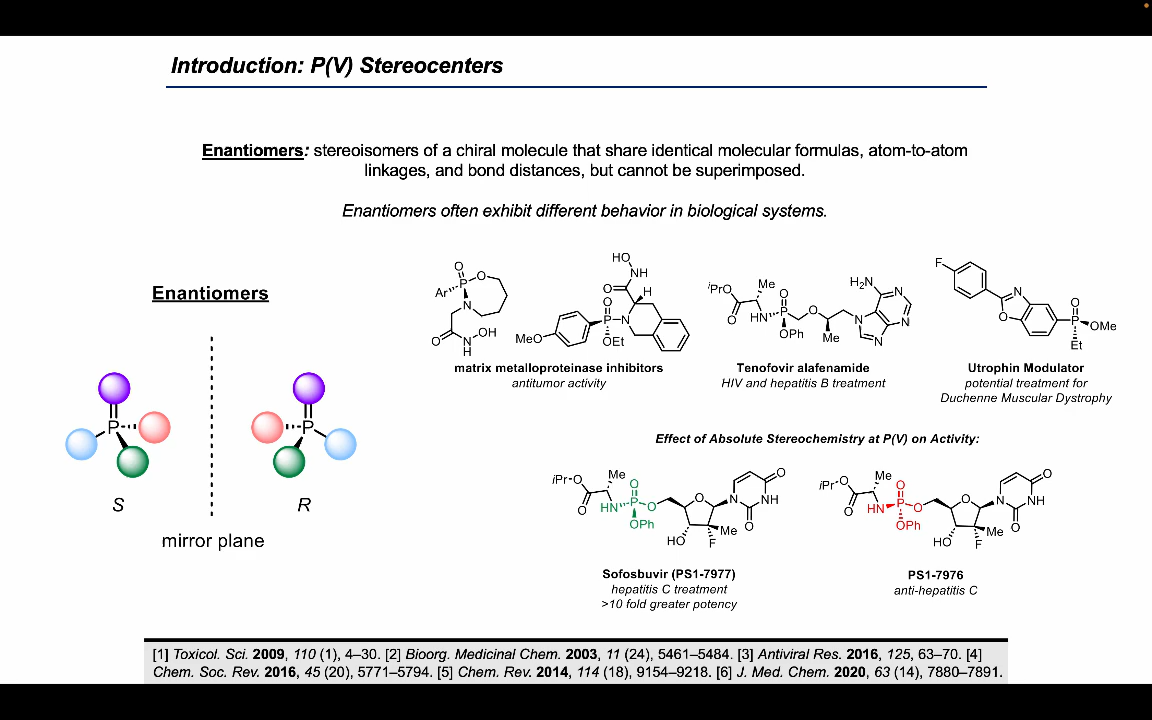 Introduction: P(V) Stereocenters
Enantiomers: stereoisomers of a chiral molecule that share identical molecular formulas, atom-to-atom
linkages, and bond distances, but cannot be superimposed.
Enantiomers often exhibit different behavior in biological systems.
Enantiomers
P
P
S
R
mirror plane
O
P
O
Ar
N
O
N
H
OH
HO
NH
O
H
O
P
N
MeO
OEt
matrix metalloproteinase inhibitors
antitumor activity
iPrO
Me
O
O
HN
P
O
OPh
Me
H2N
N
N
N
N
N
Tenofovir alafenamide
HIV and hepatitis B treatment
F
N
O
O
P
OMe
Et
Utrophin Modulator
potential treatment for
Duchenne Muscular Dystrophy
Effect of Absolute Stereochemistry at P(V) on Activity:
iPr-O
Me
O
O
HN
P
O
OPh
O
N
NH
O
O
HO
F
Me
Sofosbuvir (PS1-7977)
hepatitis C treatment
>10 fold greater potency
iPr-O
Me
O
O
HN
P
O
OPh
O
N
NH
O
O
HO
F
Me
PS1-7976
anti-hepatitis C
[1] Toxicol. Sci. 2009, 110 (1), 4–30. [2] Bioorg. Medicinal Chem. 2003, 11 (24), 5461–5484. [3] Antiviral Res. 2016, 125, 63–70. [4]
Chem. Soc. Rev. 2016, 45 (20), 5771–5794. [5] Chem. Rev. 2014, 114 (18), 9154–9218. [6] J. Med. Chem. 2020, 63 (14), 7880–7891.